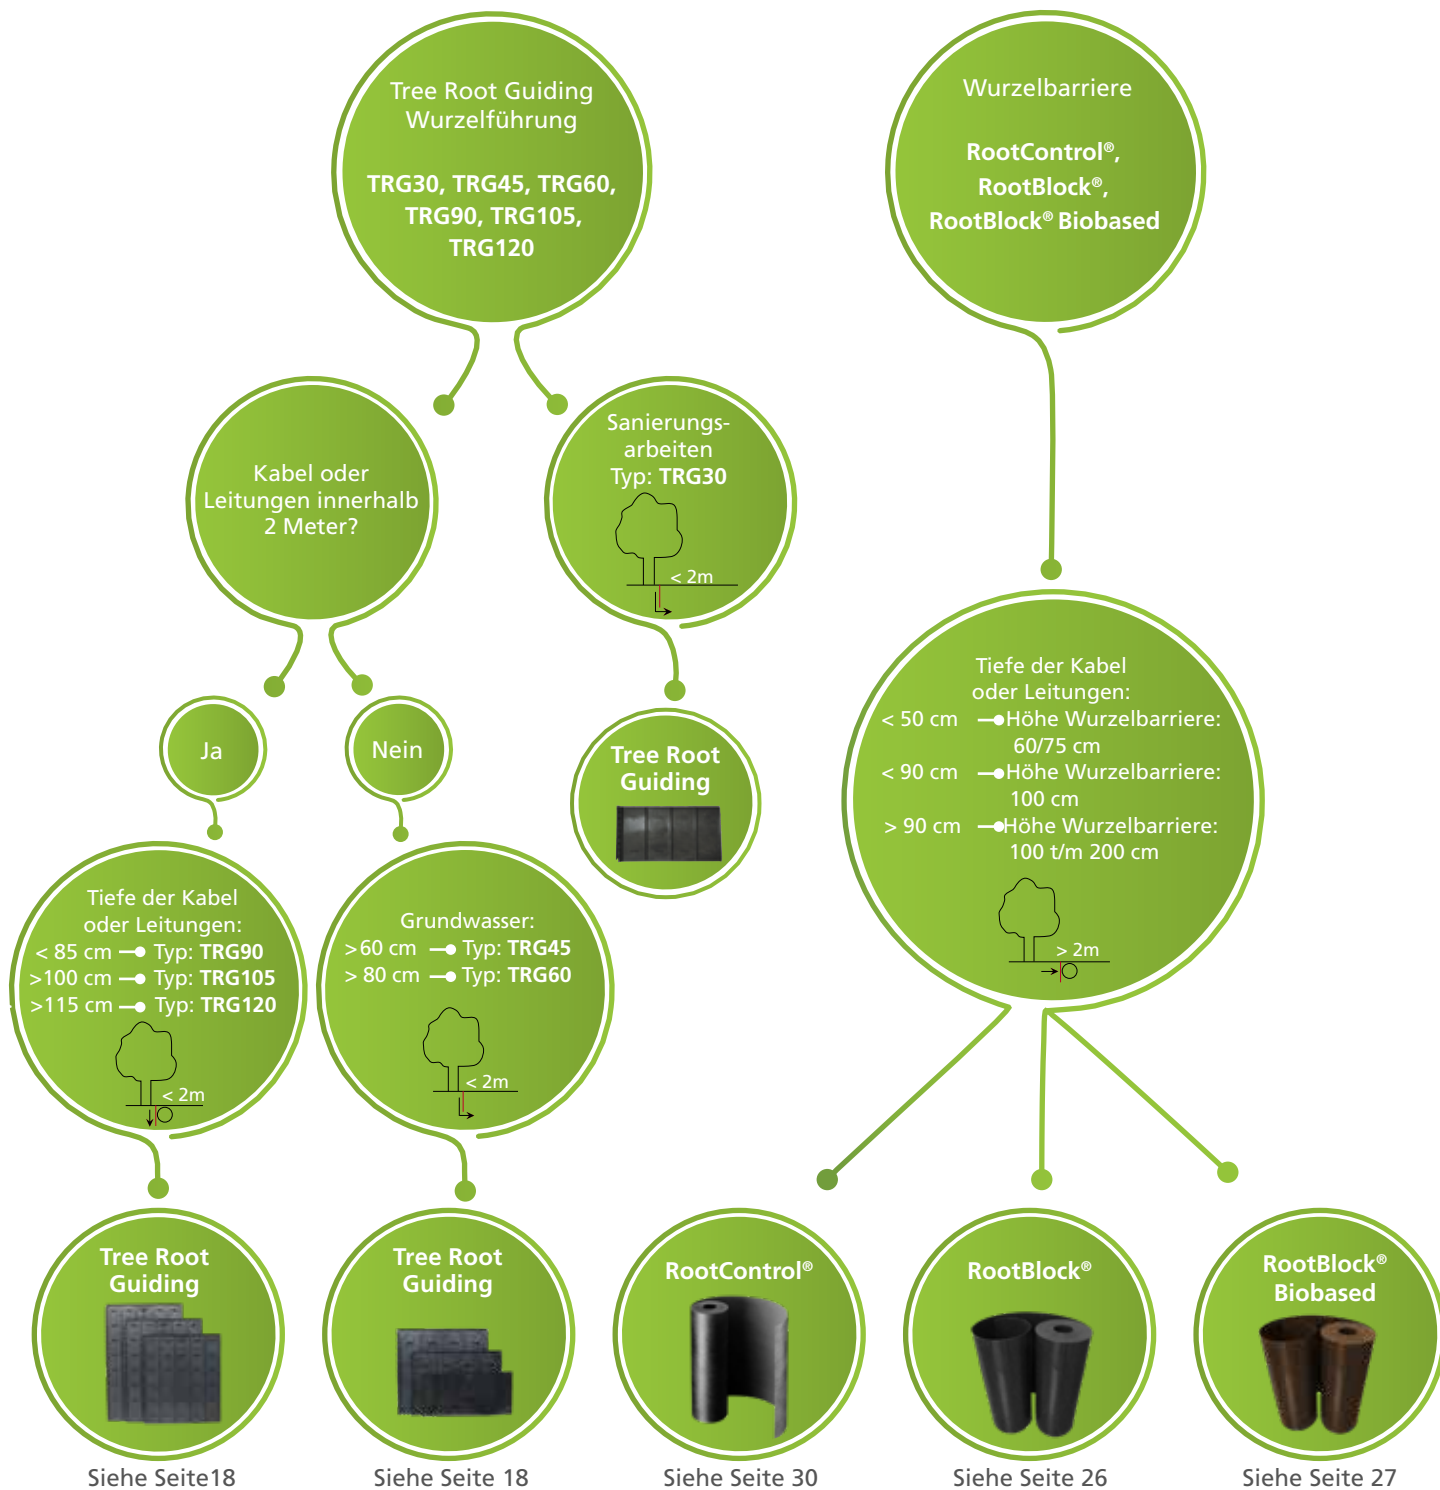 Tree Root Guiding
Wurzelführung
TRG30, TRG45, TRG60,
TRG90, TRG105,
TRG120
Wurzelbarriere
RootControl®,
RootBlock®,
RootBlock® Biobased
Kabel oder
Leitungen innerhalb
2 Meter?
Sanierungs-
arbeiten
Typ: TRG30
< 2m
Ja
Nein
Tree Root
Guiding
Tiefe der Kabel
oder Leitungen:
< 50 cm Höhe Wurzelbarriere:
60/75 cm
< 90 cm Höhe Wurzelbarriere:
100 cm
> 90 cm Höhe Wurzelbarriere:
100 t/m 200 cm
> 2m
Tiefe der Kabel
oder Leitungen:
< 85 cm Typ: TRG90
>100 cm Typ: TRG105
>115 cm Typ: TRG120
< 2m
Grundwasser:
>60 cm Typ: TRG45
> 80 cm Typ: TRG60
< 2m
Tree Root
Guiding
Siehe Seite18
Tree Root
Guiding
Siehe Seite 18
RootControl®
Siehe Seite 30
RootBlock®
Siehe Seite 26
RootBlock®
Biobased
Siehe Seite 27